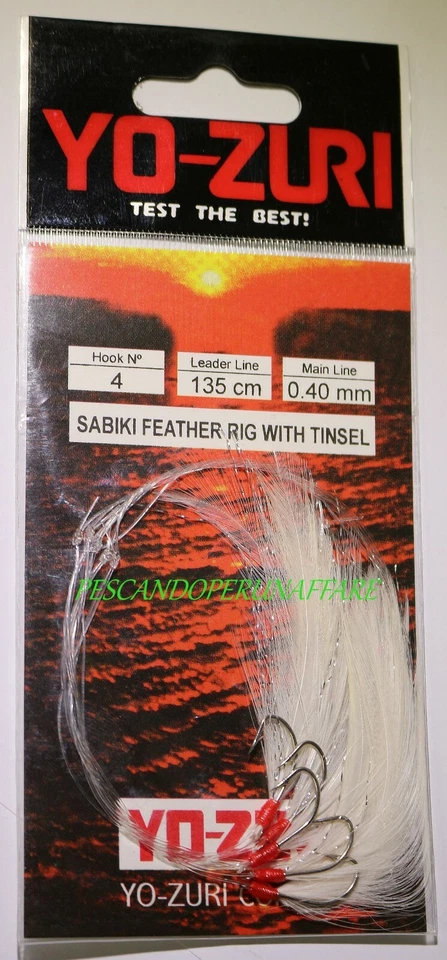 YO-ZURI
TEST THE BEST!
Hook Nº
4
Leader Line
135 cm
Main Line
0.40 mm
SABIKI FEATHER RIG WITH TINSEL
PESCANDOPERUNAFFARE
YO-ZURİ